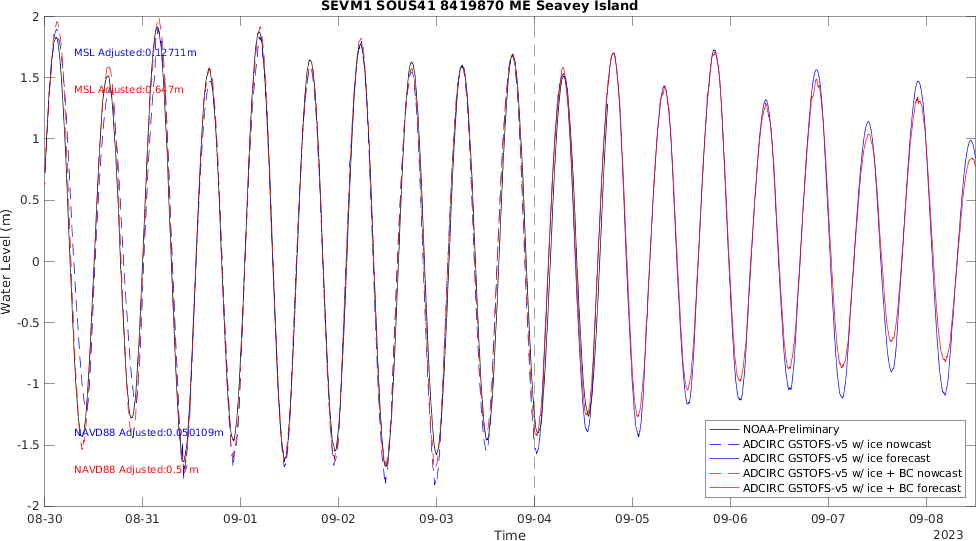 SEVM1 SOUS41 8419870 ME Seavey Island
2
1.5
1
0.5
0
-0.5
-1
-1.5
-2
Water Level (m)
MSL Adjusted:0.12711m
MSL Adjusted:0.647m
NAVD88 Adjusted:0.050109m
NAVD88 Adjusted:0.57m
NOAA-Preliminary
ADCIRC GSTOFS-v5 w/ ice nowcast
ADCIRC GSTOFS-v5 w/ ice forecast
ADCIRC GSTOFS-v5 w/ ice + BC nowcast
ADCIRC GSTOFS-v5 w/ ice + BC forecast
08-30 08-31 09-01 09-02 09-03 09-04 09-05 09-06 09-07 09-08
Time
2023